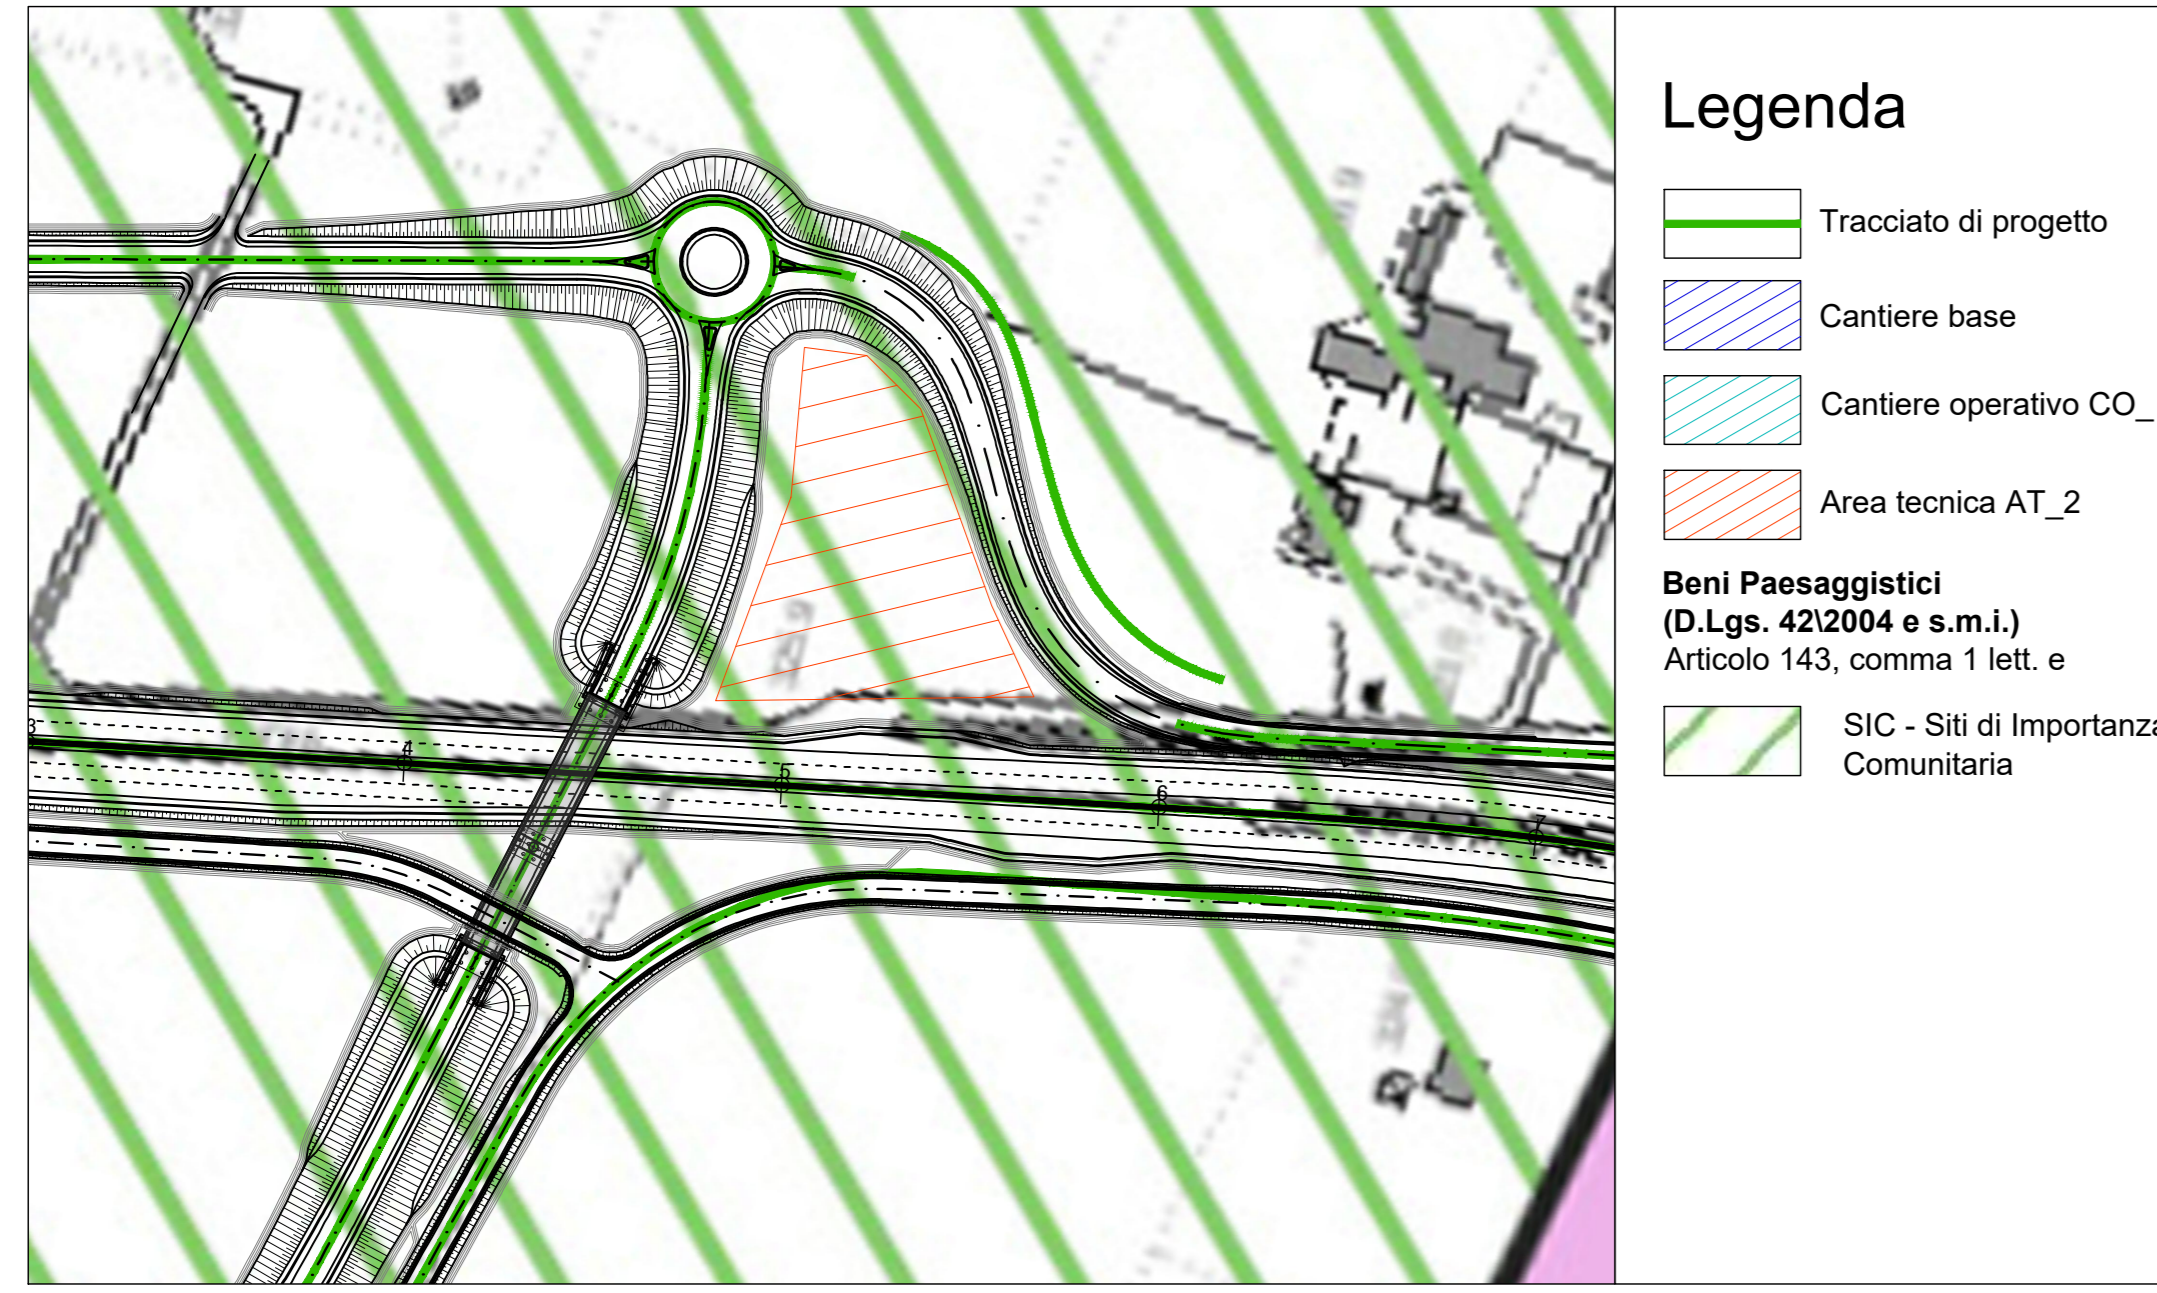 Legenda
Tracciato di progetto
Cantiere base
Cantiere operativo CO_
Area tecnica AT_2
Beni Paesaggistici
(D.Lgs. 42\2004 e s.m.i.)
Articolo 143, comma 1 lett. e
SIC - Siti di Importanza
Comunitaria
3
4
5
6
7